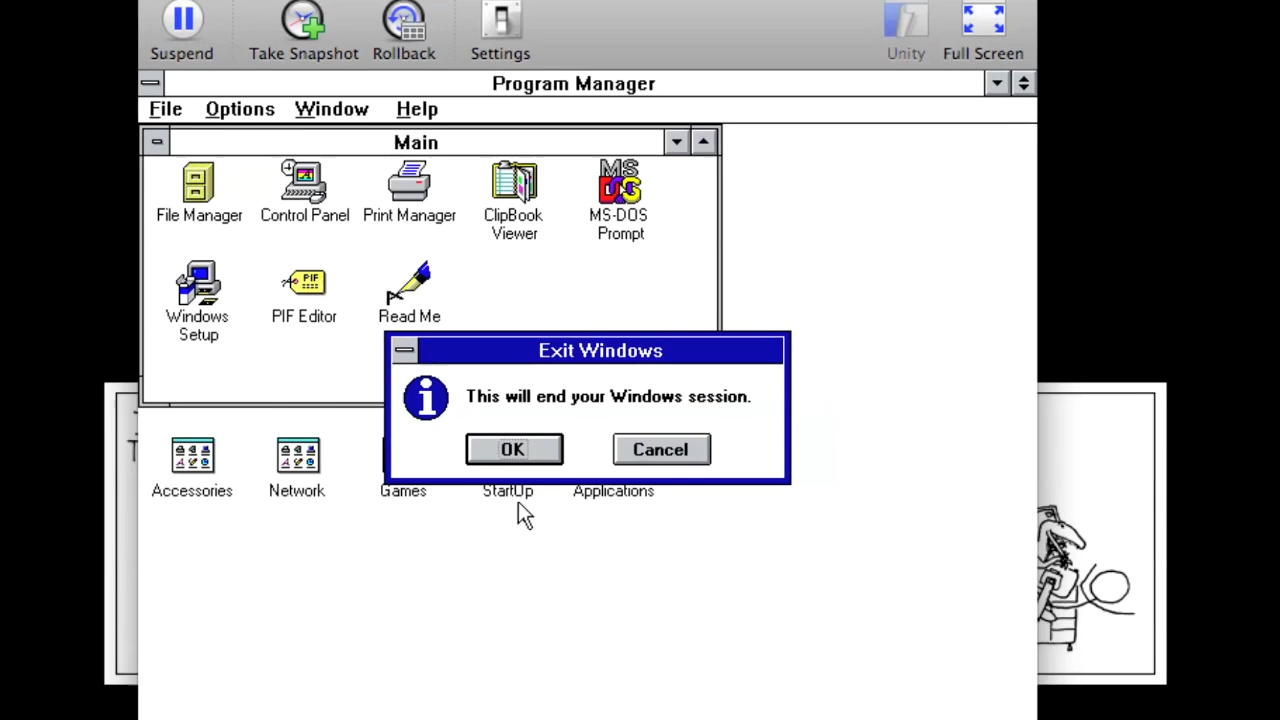 Suspend
Take Snapshot
Rollback
Settings
Unity
Full Screen
Program Manager
File Options Window Help
Main
File Manager
Control Panel
Print Manager
ClipBook
Viewer
MS-DOS
Prompt
MS
DOS
Windows
Setup
PIF
PIF Editor
Read Me
Exit Windows
This will end your Windows session.
OK
Cancel
Accessories
Network
Games
StartUp
Applications